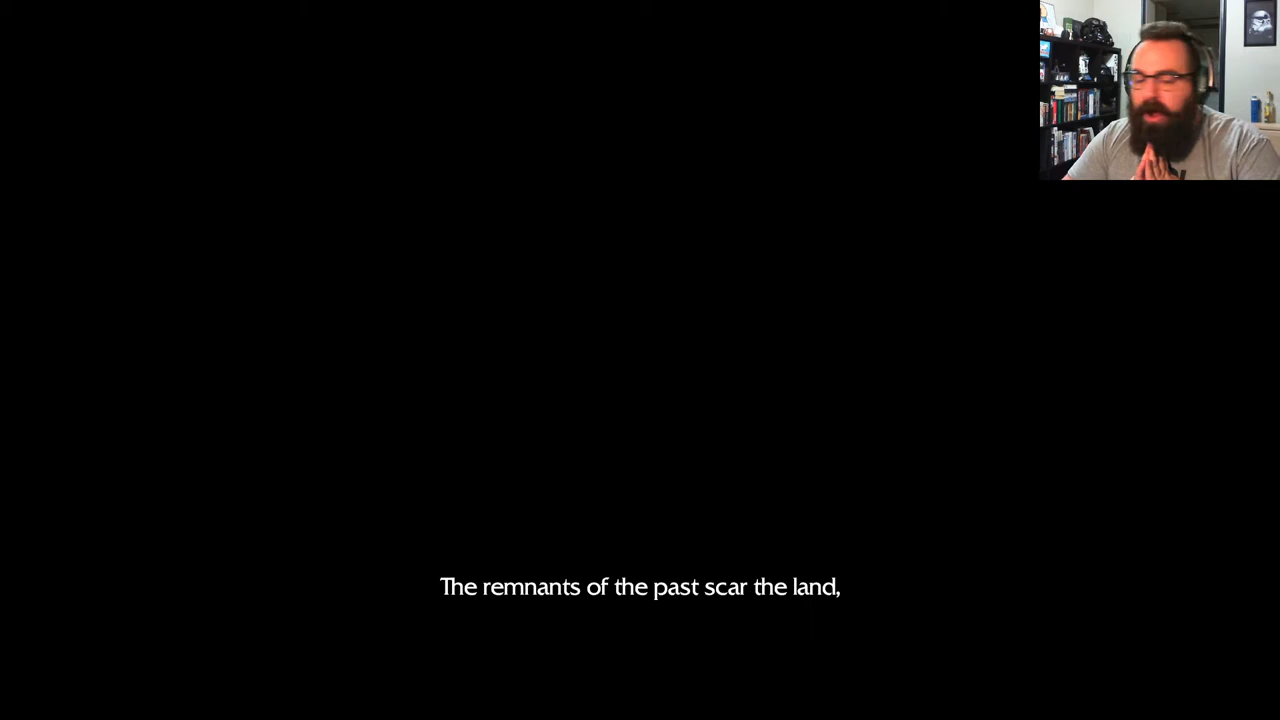 The remnants of the past scar the land,